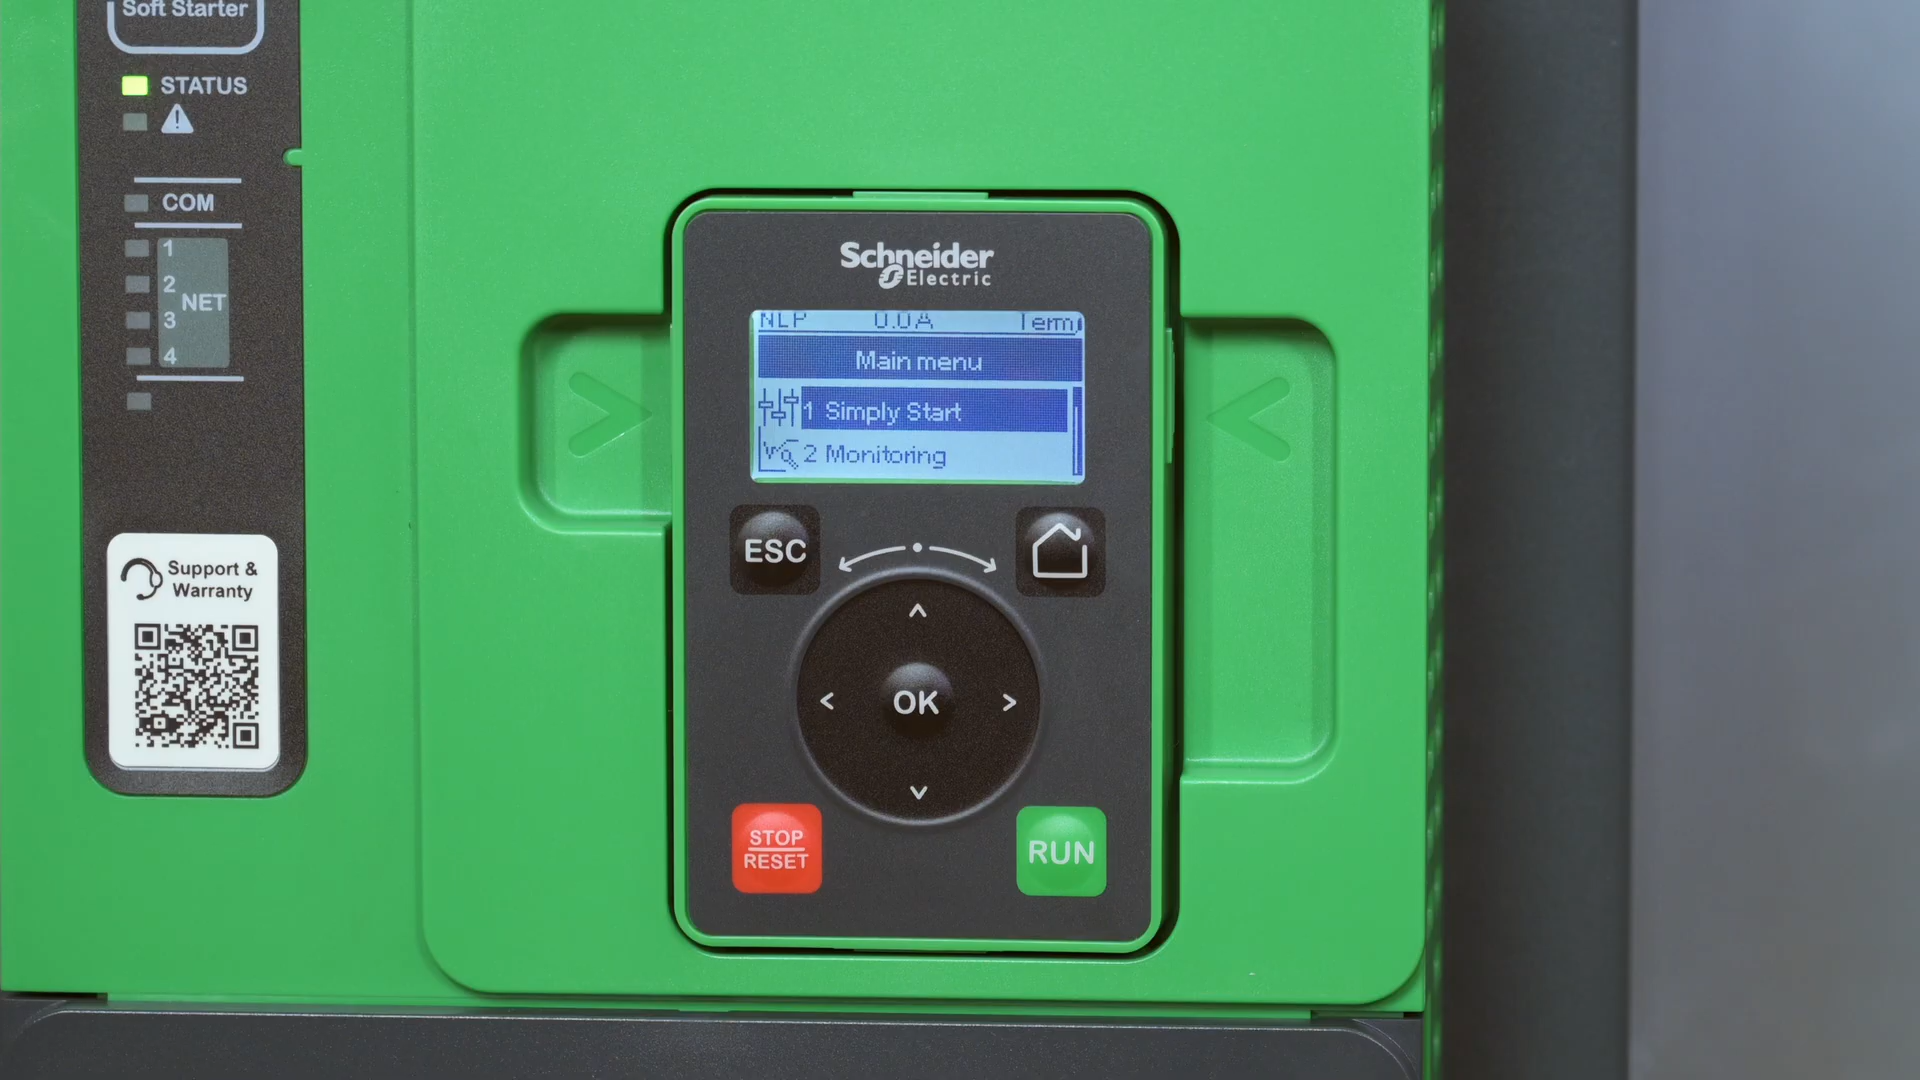 Soft Starter
STATUS
COM
1
2
NET
3
4
Support &
Warranty
Schneider
Electric
NLP 0.0A Term
Main menu
1 Simply Start
2 Monitoring
ESC
OK
STOP
RESET
RUN